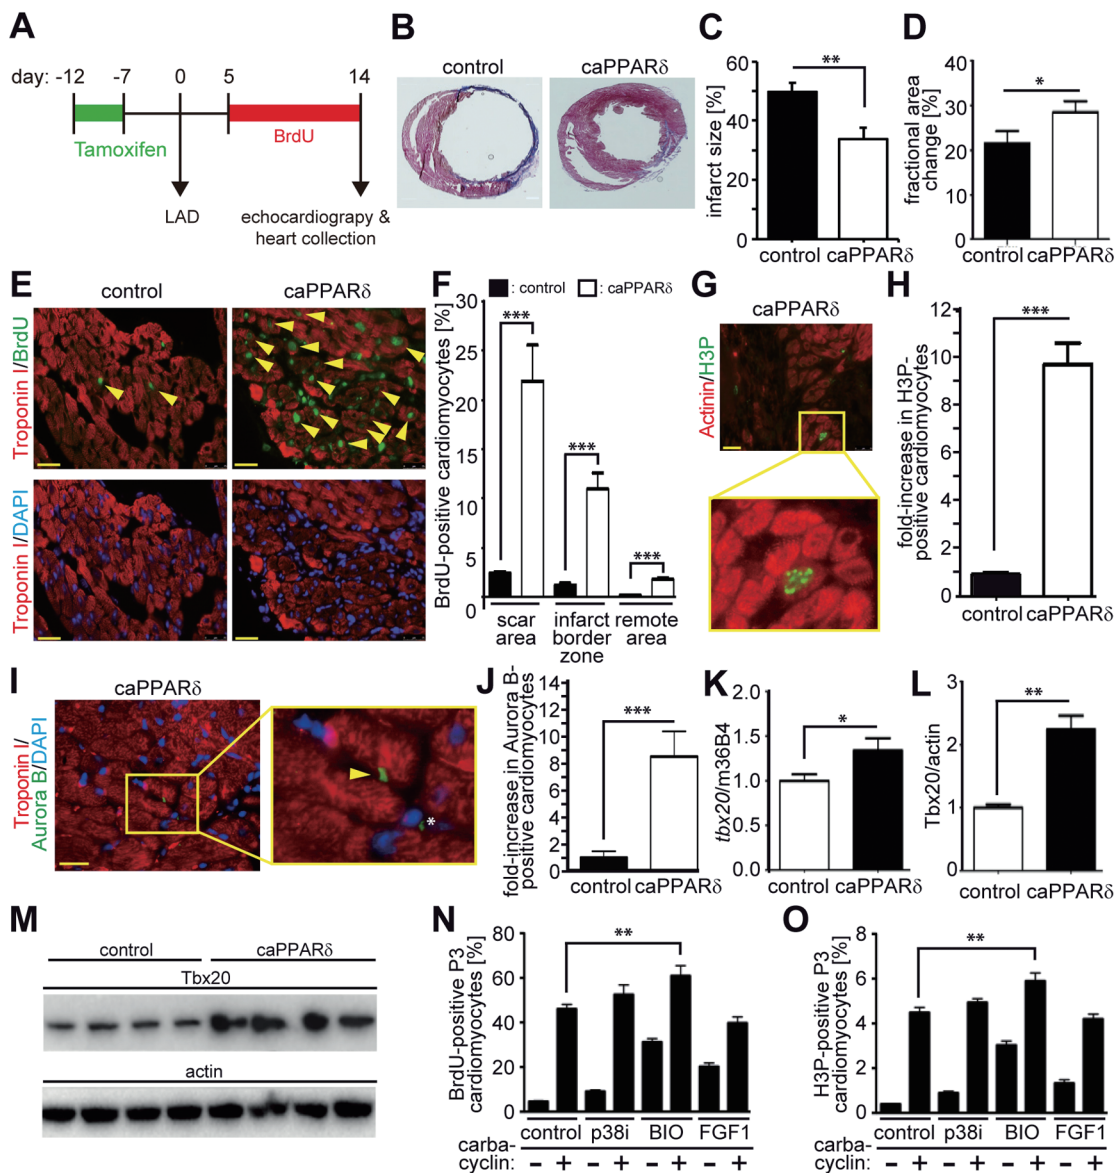 A
day: -12 -7 0 5 14
Tamoxifen
BrdU
LAD
echocardiograpy &
heart collection
B
control
caPPARδ
C
infarct size [%]
60
40
20
0
**
control caPPARδ
D
fractional area
change [%]
40
30
20
10
0
*
control caPPARδ
E
control
caPPARδ
Troponin I/BrdU
Troponin I/DAPI
F
: control : caPPARδ
BrdU-positive cardiomyocytes [%]
30
25
20
15
10
5
0
***
***
***
scar
area
infarct
border
zone
remote
area
G
caPPARδ
Actinin/H3P
H
fold-increase in H3P-
positive cardiomyocytes
12
10
8
6
4
2
0
***
control
caPPARδ
I
caPPARδ
Troponin I/
Aurora B/DAPI
*
J
fold-increase in Aurora B-
positive cardiomyocytes
14
12
10
8
6
4
2
0
***
control
caPPARδ
K
tbx20/m36B4
2.0
1.5
1.0
0.5
0.0
*
control
caPPARδ
L
Tbx20/actin
3
2
1
0
**
control
caPPARδ
M
control
caPPARδ
Tbx20
actin
N
BrdU-positive P3
cardiomyocytes [%]
80
60
40
20
0
**
control p38i BIO FGF1
carba-
cyclin: - + - + - + - +
O
H3P-positive P3
cardiomyocytes [%]
8
6
4
2
0
**
control p38i BIO FGF1
carba-
cyclin: - + - + - + - +